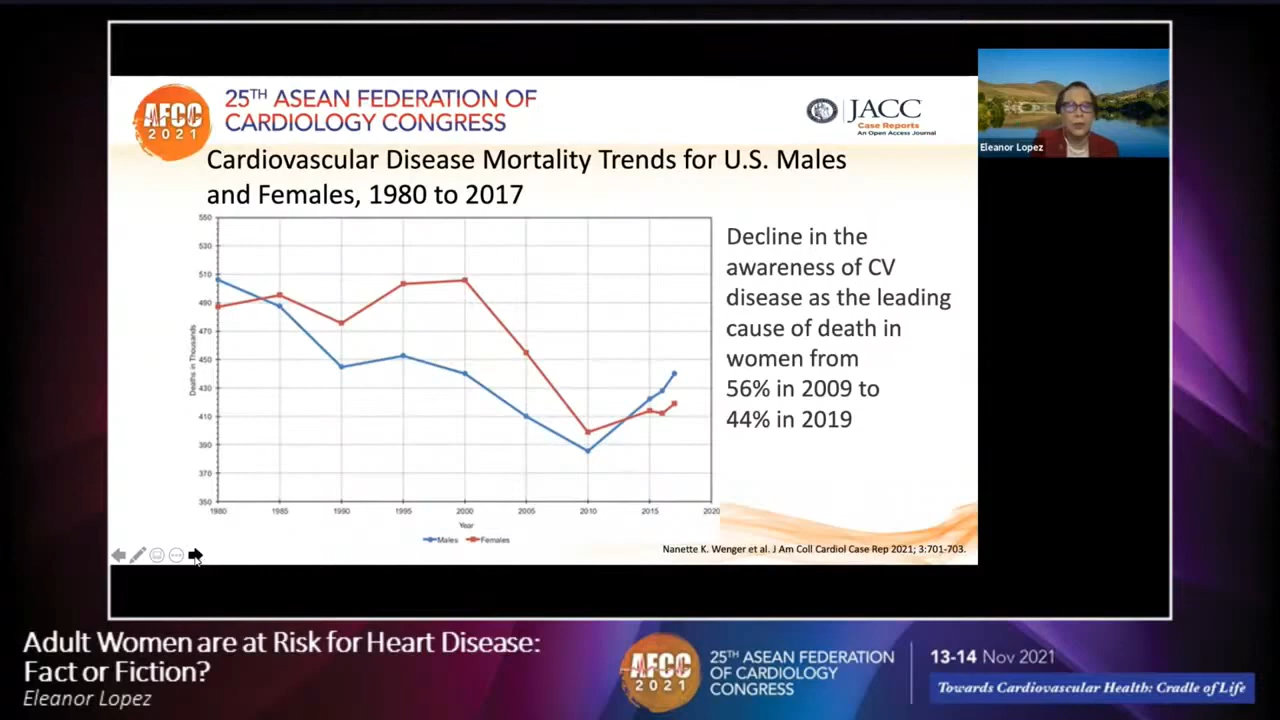 AFCC
2021
25TH ASEAN FEDERATION OF
CARDIOLOGY CONGRESS
JACC
Case Reports
An Open Access Journal
Eleanor Lopez
Cardiovascular Disease Mortality Trends for U.S. Males
and Females, 1980 to 2017
550
530
510
490
470
450
430
410
390
370
350
Deaths in Thousands
1980
1985
1990
1995
2000
2005
2010
2015
2020
Year
Males
Females
Decline in the
awareness of CV
disease as the leading
cause of death in
women from
56% in 2009 to
44% in 2019
Nanette K. Wenger et al. J Am Coll Cardiol Case Rep 2021; 3:701-703.
Adult Women are at Risk for Heart Disease:
Fact or Fiction?
Eleanor Lopez
AFCC
2021
25TH ASEAN FEDERATION
OF CARDIOLOGY
CONGRESS
13-14 Nov 2021
Towards Cardiovascular Health: Cradle of Life